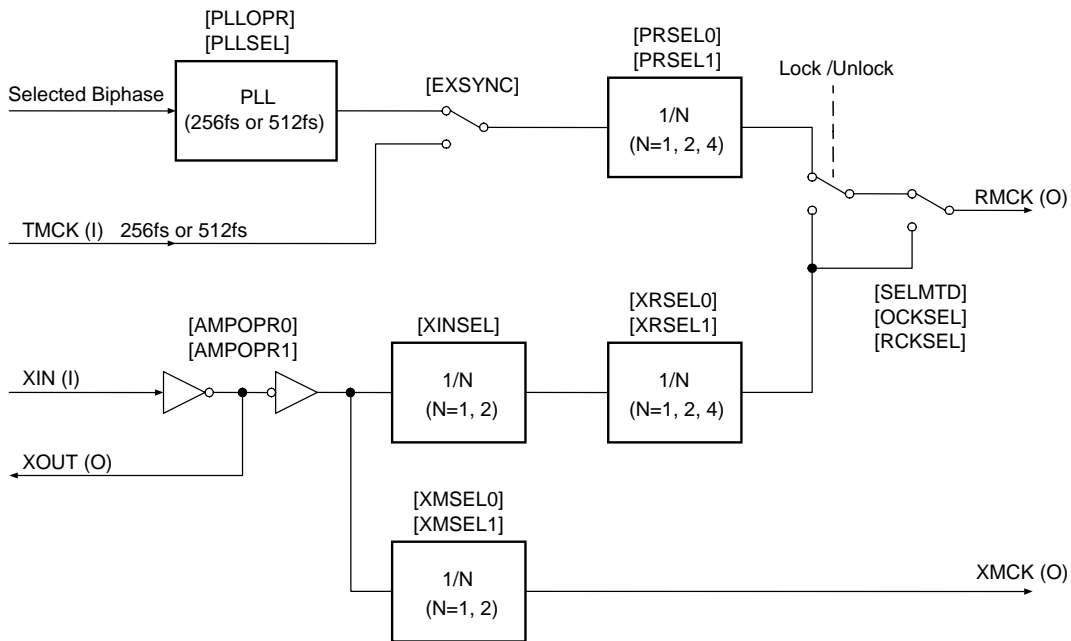 [PLLOPR]
[PLLSEL]
[PRSEL0]
[PRSEL1]
Lock /Unlock
[EXSYNC]
Selected Biphase
PLL
(256fs or 512fs)
1/N
(N=1, 2, 4)
RMCK (O)
TMCK (I) 256fs or 512fs
[SELMTD]
[OCKSEL]
[RCKSEL]
[AMPOPR0]
[AMPOPR1]
[XINSEL]
[XRSEL0]
[XRSEL1]
XIN (I)
1/N
(N=1, 2)
1/N
(N=1, 2, 4)
XOUT (O)
[XMSEL0]
[XMSEL1]
1/N
(N=1, 2)
XMCK (O)